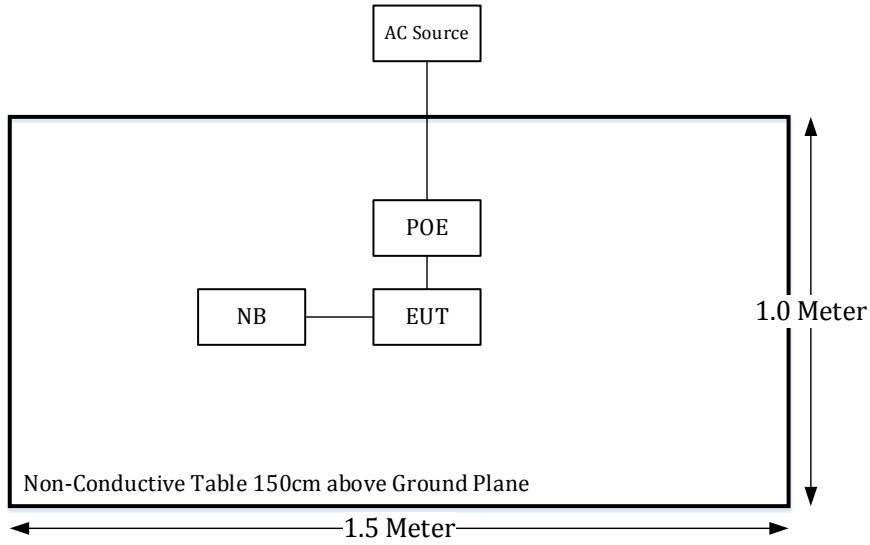 AC Source
POE
NB
EUT
1.0 Meter
Non-Conductive Table 150cm above Ground Plane
1.5 Meter